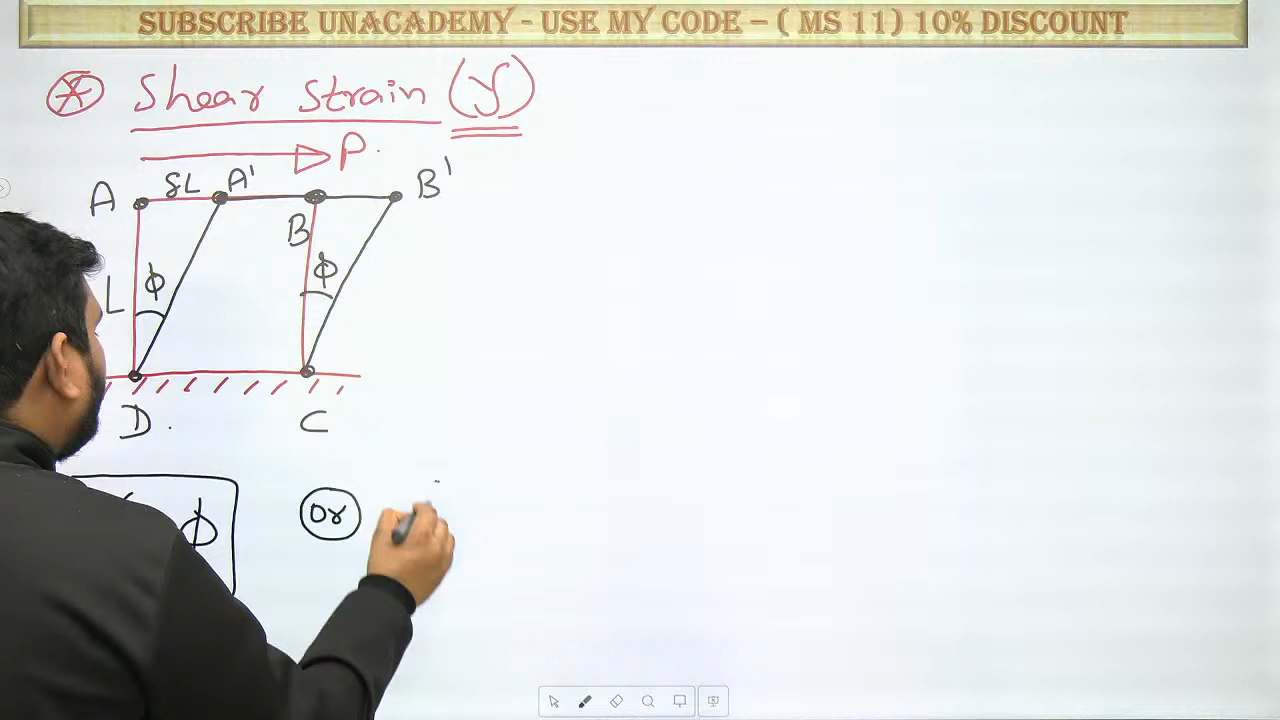 SUBSCRIBE UNACADEMY - USE MY CODE – ( MS 11) 10% DISCOUNT
Shear strain (γ)
P.
A δL A' B B'
L ϕ ϕ
D. C
ϕ or